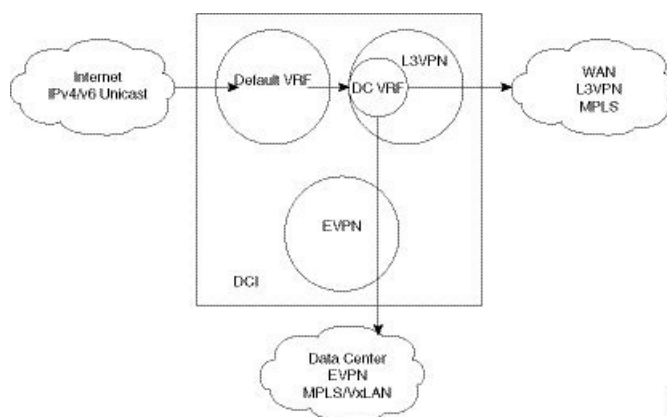 Internet
IPv4/v6 Unicast
Default VRF
L3VPN
DC VRF
WAN
L3VPN
MPLS
EVPN
DCI
Data Center
EVPN
MPLS/VxLAN